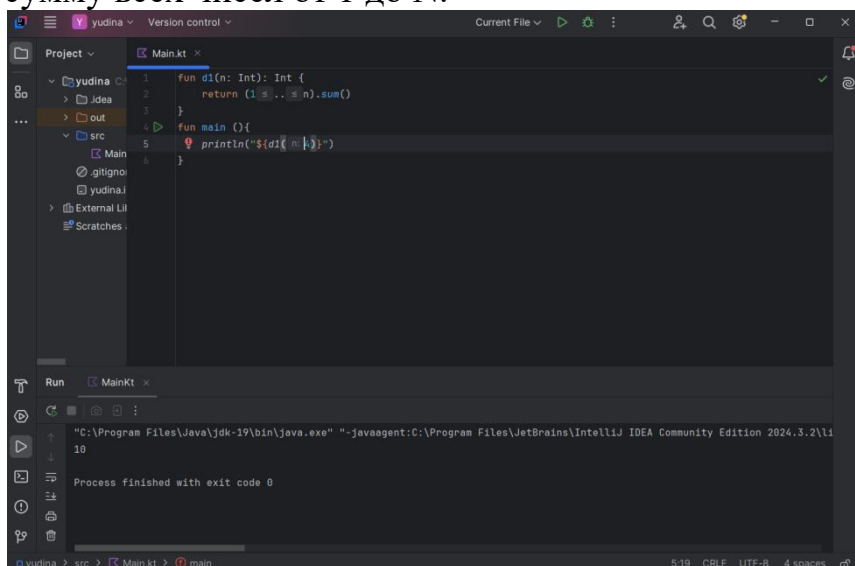 сумму всех чисел от 1 до N.
yudina Version control Current File
Project
Main.kt
yudina C:
.idea
out
src
Main
.gitignor
yudina.i
External Lib
Scratches
1 fun d1(n: Int): Int {
2 return (1 ≤ .. ≤ n).sum()
3 }
4 fun main (){
5 println("${d1( n: 4)}")
6 }
Run MainKt
"C:\Program Files\Java\jdk-19\bin\java.exe" "-javaagent:C:\Program Files\JetBrains\IntelliJ IDEA Community Edition 2024.3.2\li
10
Process finished with exit code 0
yudina > src > Main.kt > main 5:19 CRLF UTF-8 4 spaces